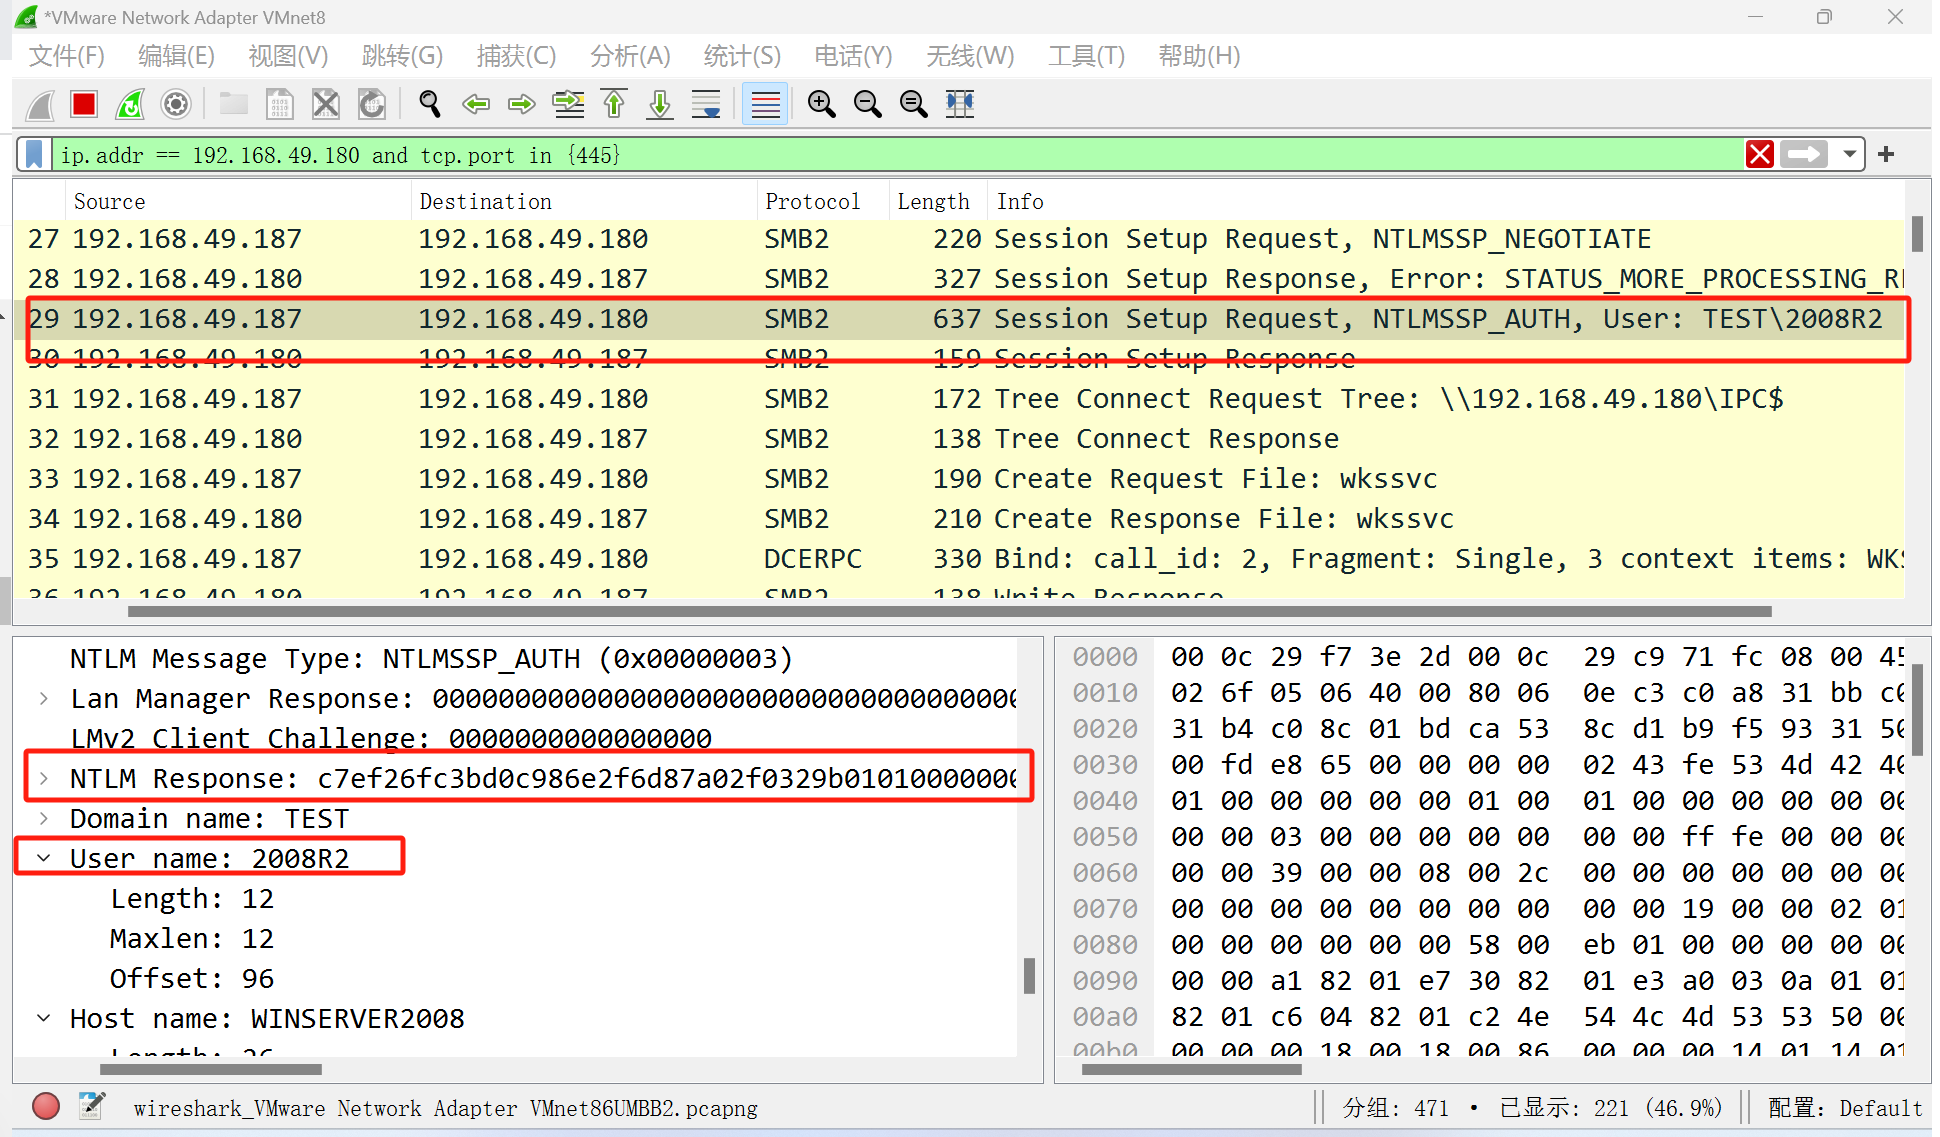 *VMware Network Adapter VMnet8
文件(F) 编辑(E) 视图(V) 跳转(G) 捕获(C) 分析(A) 统计(S) 电话(Y) 无线(W) 工具(T) 帮助(H)
ip.addr == 192.168.49.180 and tcp.port in {445}
Source Destination Protocol Length Info
27 192.168.49.187 192.168.49.180 SMB2 220 Session Setup Request, NTLMSSP_NEGOTIATE
28 192.168.49.180 192.168.49.187 SMB2 327 Session Setup Response, Error: STATUS_MORE_PROCESSING_R
29 192.168.49.187 192.168.49.180 SMB2 637 Session Setup Request, NTLMSSP_AUTH, User: TEST\2008R2
30 192.168.49.180 192.168.49.187 SMB2 159 Session Setup Response
31 192.168.49.187 192.168.49.180 SMB2 172 Tree Connect Request Tree: \\192.168.49.180\IPC$
32 192.168.49.180 192.168.49.187 SMB2 138 Tree Connect Response
33 192.168.49.187 192.168.49.180 SMB2 190 Create Request File: wkssvc
34 192.168.49.180 192.168.49.187 SMB2 210 Create Response File: wkssvc
35 192.168.49.187 192.168.49.180 DCERPC 330 Bind: call_id: 2, Fragment: Single, 3 context items: WK
36 192.168.49.180 192.168.49.187 SMB2 138 Write Response
NTLM Message Type: NTLMSSP_AUTH (0x00000003)
Lan Manager Response: 00000000000000000000000000000000000
LMv2 Client Challenge: 0000000000000000
NTLM Response: c7ef26fc3bd0c986e2f6d87a02f0329b0101000000
Domain name: TEST
User name: 2008R2
Length: 12
Maxlen: 12
Offset: 96
Host name: WINSERVER2008
Length: 26
0000 00 0c 29 f7 3e 2d 00 0c 29 c9 71 fc 08 00 45
0010 02 6f 05 06 40 00 80 06 0e c3 c0 a8 31 bb c0
0020 31 b4 c0 8c 01 bd ca 53 8c d1 b9 f5 93 31 50
0030 00 fd e8 65 00 00 00 00 02 43 fe 53 4d 42 40
0040 01 00 00 00 00 00 01 00 01 00 00 00 00 00 00
0050 00 00 03 00 00 00 00 00 00 00 ff fe 00 00 00
0060 00 00 39 00 00 08 00 2c 00 00 00 00 00 00 00
0070 00 00 00 00 00 00 00 00 00 00 19 00 00 02 01
0080 00 00 00 00 00 00 58 00 eb 01 00 00 00 00 00
0090 00 00 a1 82 01 e7 30 82 01 e3 a0 03 0a 01 01
00a0 82 01 c6 04 82 01 c2 4e 54 4c 4d 53 53 50 00
00b0 00 00 00 18 00 18 00 86 00 00 00 14 01 14 01
wireshark_VMware Network Adapter VMnet86UMBB2.pcapng 分组: 471 · 已显示: 221 (46.9%) 配置: Default